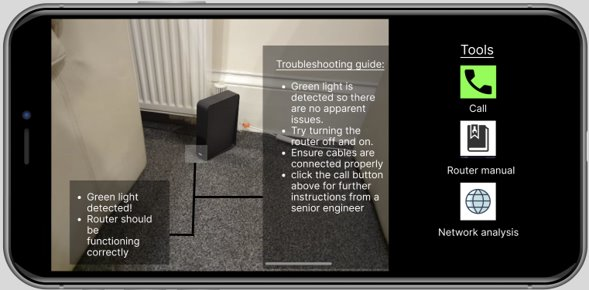 Troubleshooting guide:
• Green light is
detected so there
are no apparent
issues.
• Try turning the
router off and on.
• Ensure cables are
connected properly
• click the call button
above for further
instructions from a
senior engineer
• Green light
detected!
• Router should
be
functioning
correctly
Tools
Call
Router manual
Network analysis